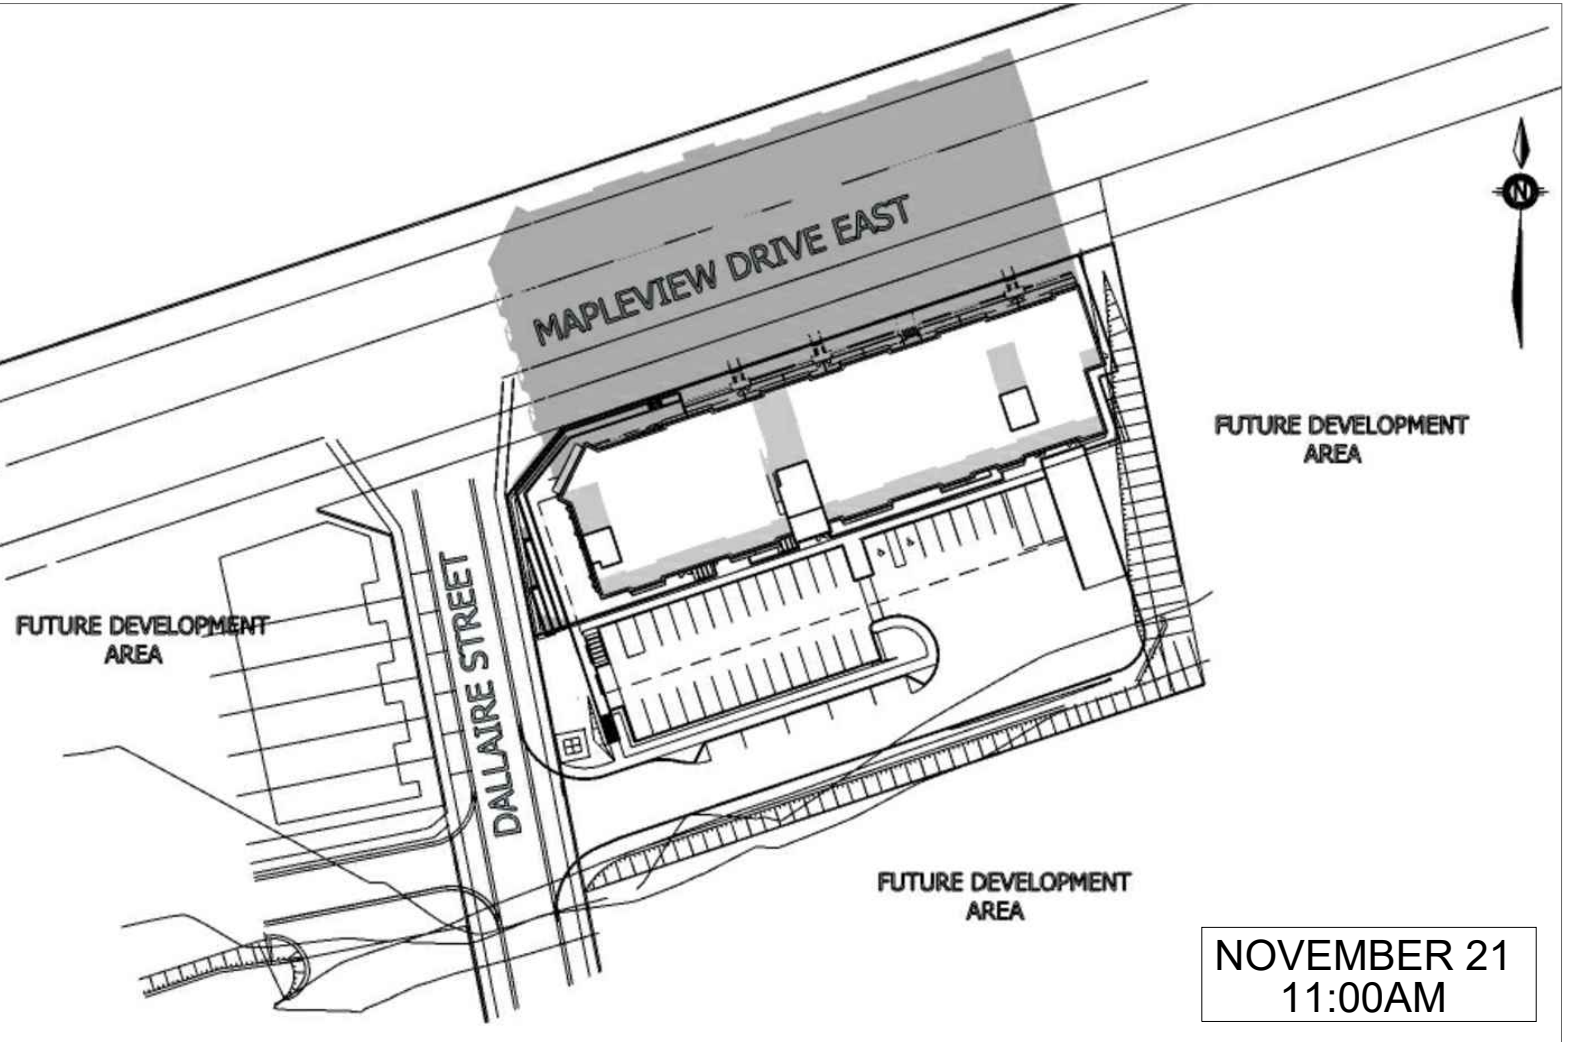 MAPLEVIEW DRIVE EAST
N
FUTURE DEVELOPMENT
AREA
FUTURE DEVELOPMENT
AREA
DALLAIRE STREET
FUTURE DEVELOPMENT
AREA
NOVEMBER 21
11:00AM